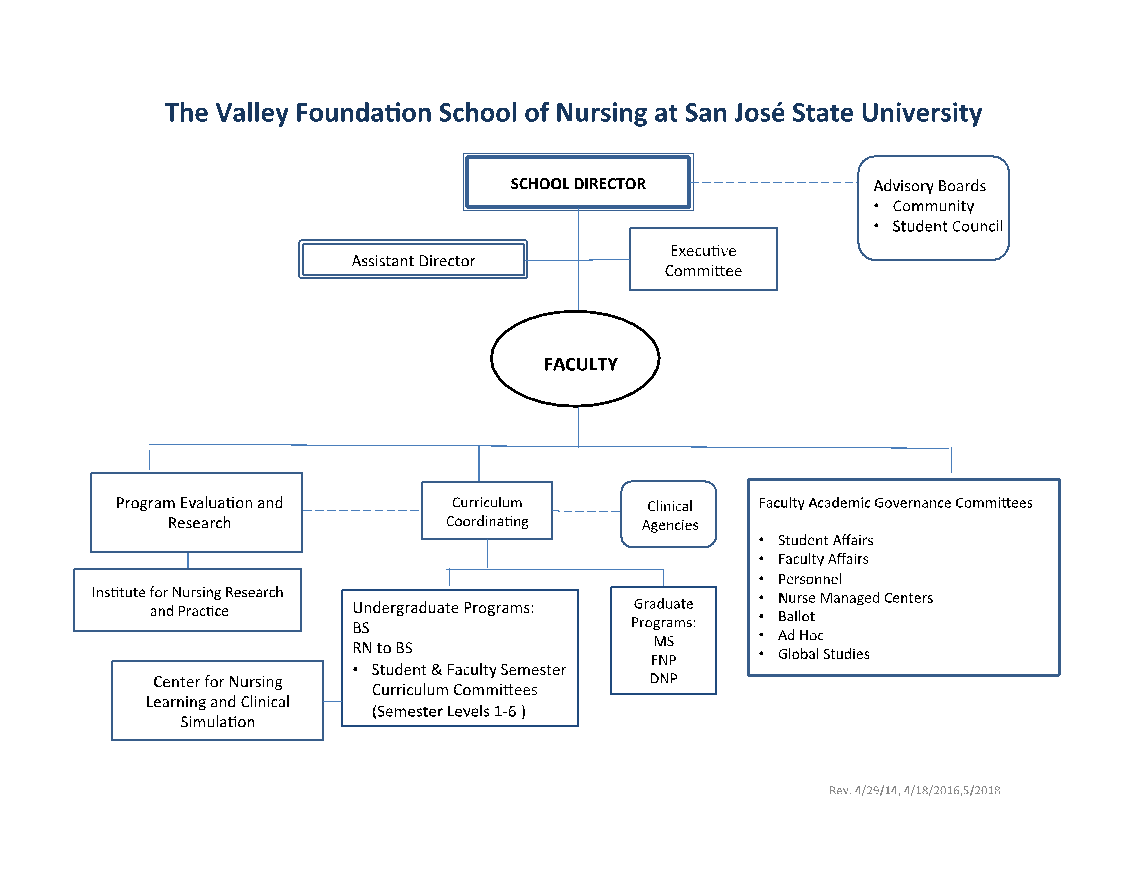 The Valley Foundation School of Nursing at San José State University
SCHOOL DIRECTOR
Advisory Boards
• Community
• Student Council
Assistant Director
Executive
Committee
FACULTY
Program Evaluation and
Research
Curriculum
Coordinating
Clinical
Agencies
Faculty Academic Governance Committees
• Student Affairs
• Faculty Affairs
• Personnel
• Nurse Managed Centers
• Ballot
• Ad Hoc
• Global Studies
Institute for Nursing Research
and Practice
Undergraduate Programs:
BS
RN to BS
• Student & Faculty Semester
Curriculum Committees
(Semester Levels 1-6 )
Graduate
Programs:
MS
FNP
DNP
Center for Nursing
Learning and Clinical
Simulation
Rev. 4/29/14, 4/18/2016,5/2018